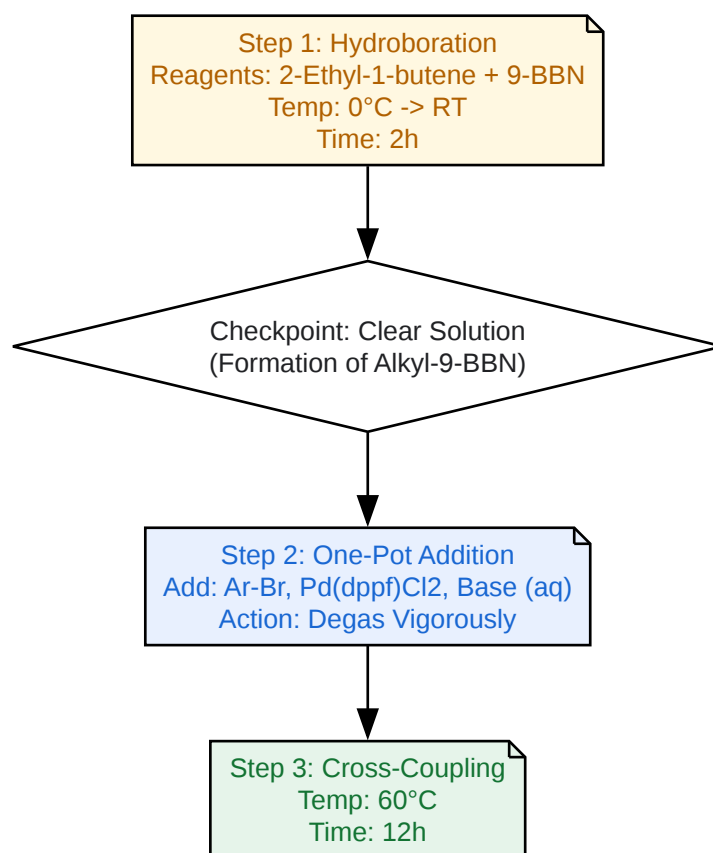 Step 1: Hydroboration
Reagents: 2-Ethyl-1-butene + 9-BBN
Temp: 0°C -> RT
Time: 2h
Checkpoint: Clear Solution
(Formation of Alkyl-9-BBN)
Step 2: One-Pot Addition
Add: Ar-Br, Pd(dppf)Cl2, Base (aq)
Action: Degas Vigorously
Step 3: Cross-Coupling
Temp: 60°C
Time: 12h